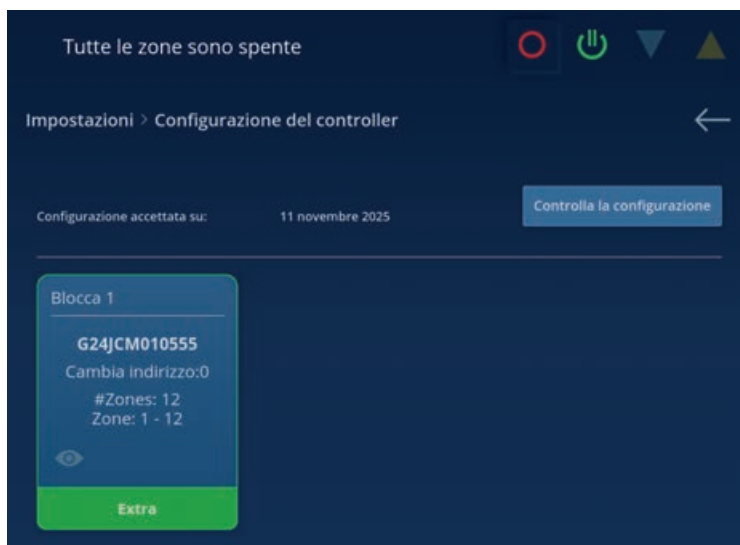 Tutte le zone sono spente
Impostazioni > Configurazione del controller
Configurazione accettata su: 11 novembre 2025 Controlla la configurazione
Blocca 1
G24JCM010555
Cambia indirizzo:0
#Zones: 12
Zone: 1 - 12
Extra